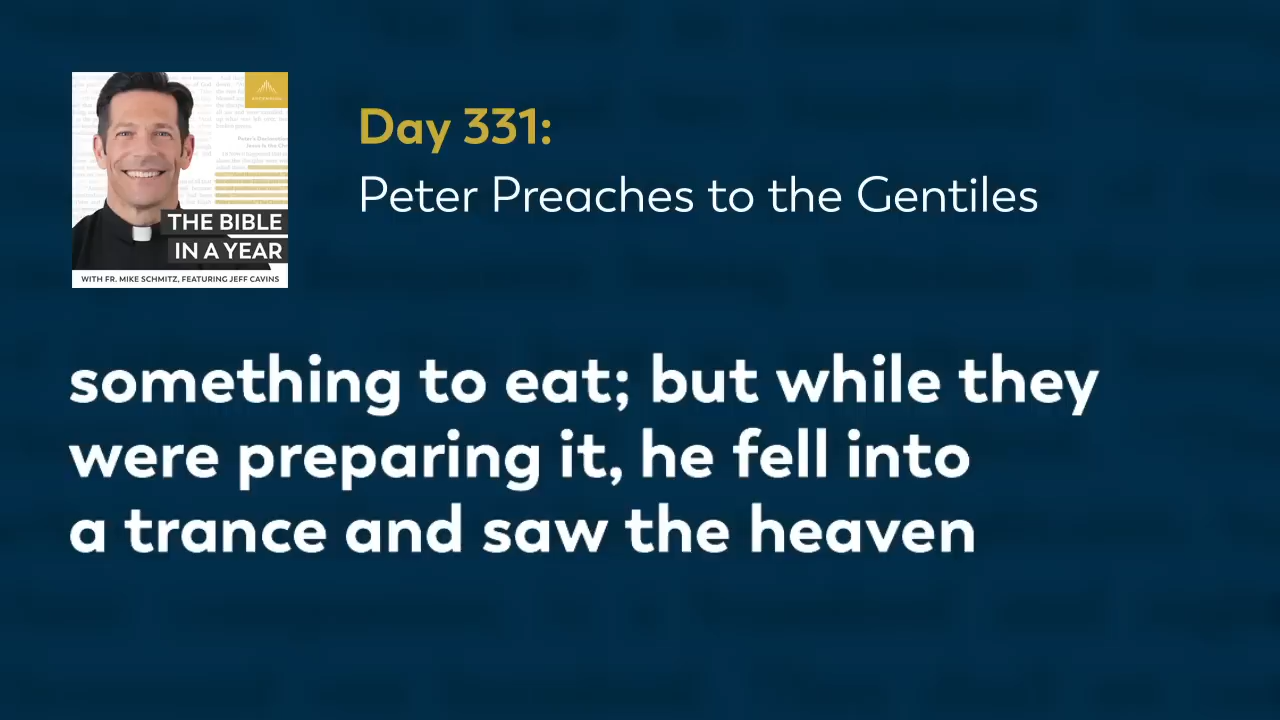 THE BIBLE
IN A YEAR
WITH FR. MIKE SCHMITZ, FEATURING JEFF CAVINS
Day 331:
Peter Preaches to the Gentiles
something to eat; but while they
were preparing it, he fell into
a trance and saw the heaven